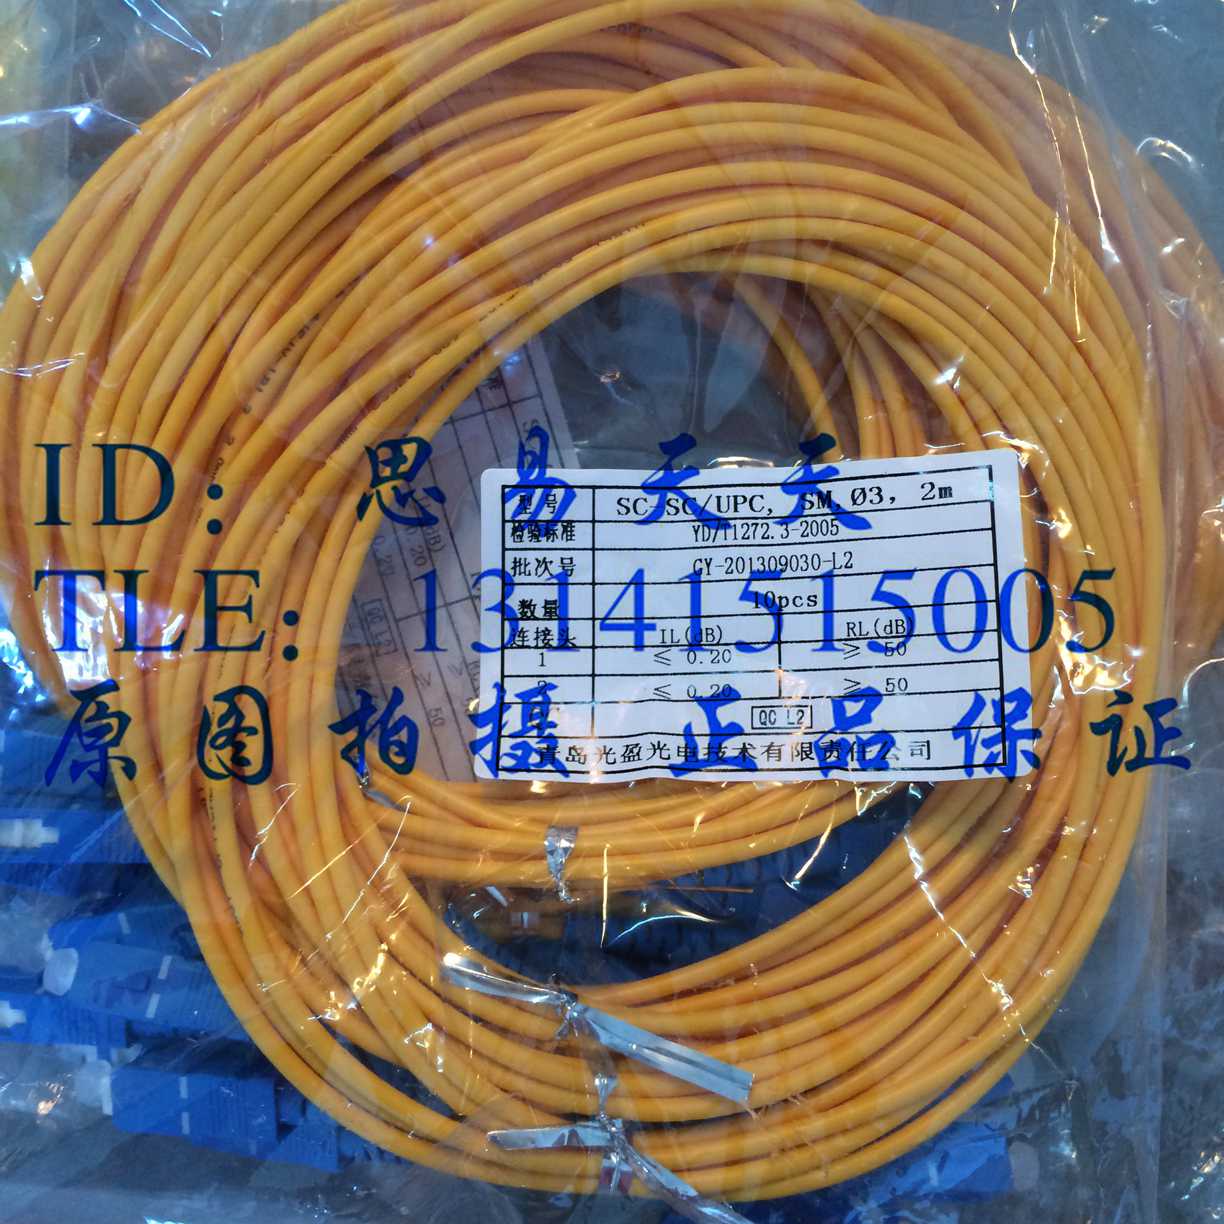 ID: 思易天天
TLE: 13141515005
原图拍摄 正品保证
型号 SC-SC/UPC, SM, Ø3, 2m
检验标准 YD/T1272.3-2005
批次号 GY-201309030-L2
数量 10pcs
连接头 IL(dB) RL(dB)
1 ≤ 0.20 ≥ 50
2 ≤ 0.20 ≥ 50
QC L2
青岛光盈光电技术有限责任公司